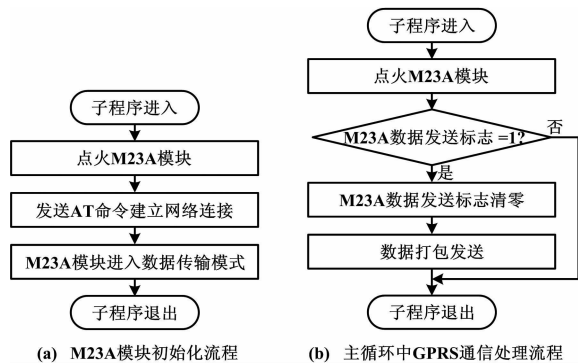 子程序进入
点火M23A模块
发送AT命令建立网络连接
M23A模块进入数据传输模式
子程序退出
(a) M23A模块初始化流程
子程序进入
点火M23A模块
M23A数据发送标志 =1?
否
是
M23A数据发送标志清零
数据打包发送
子程序退出
(b) 主循环中GPRS通信处理流程